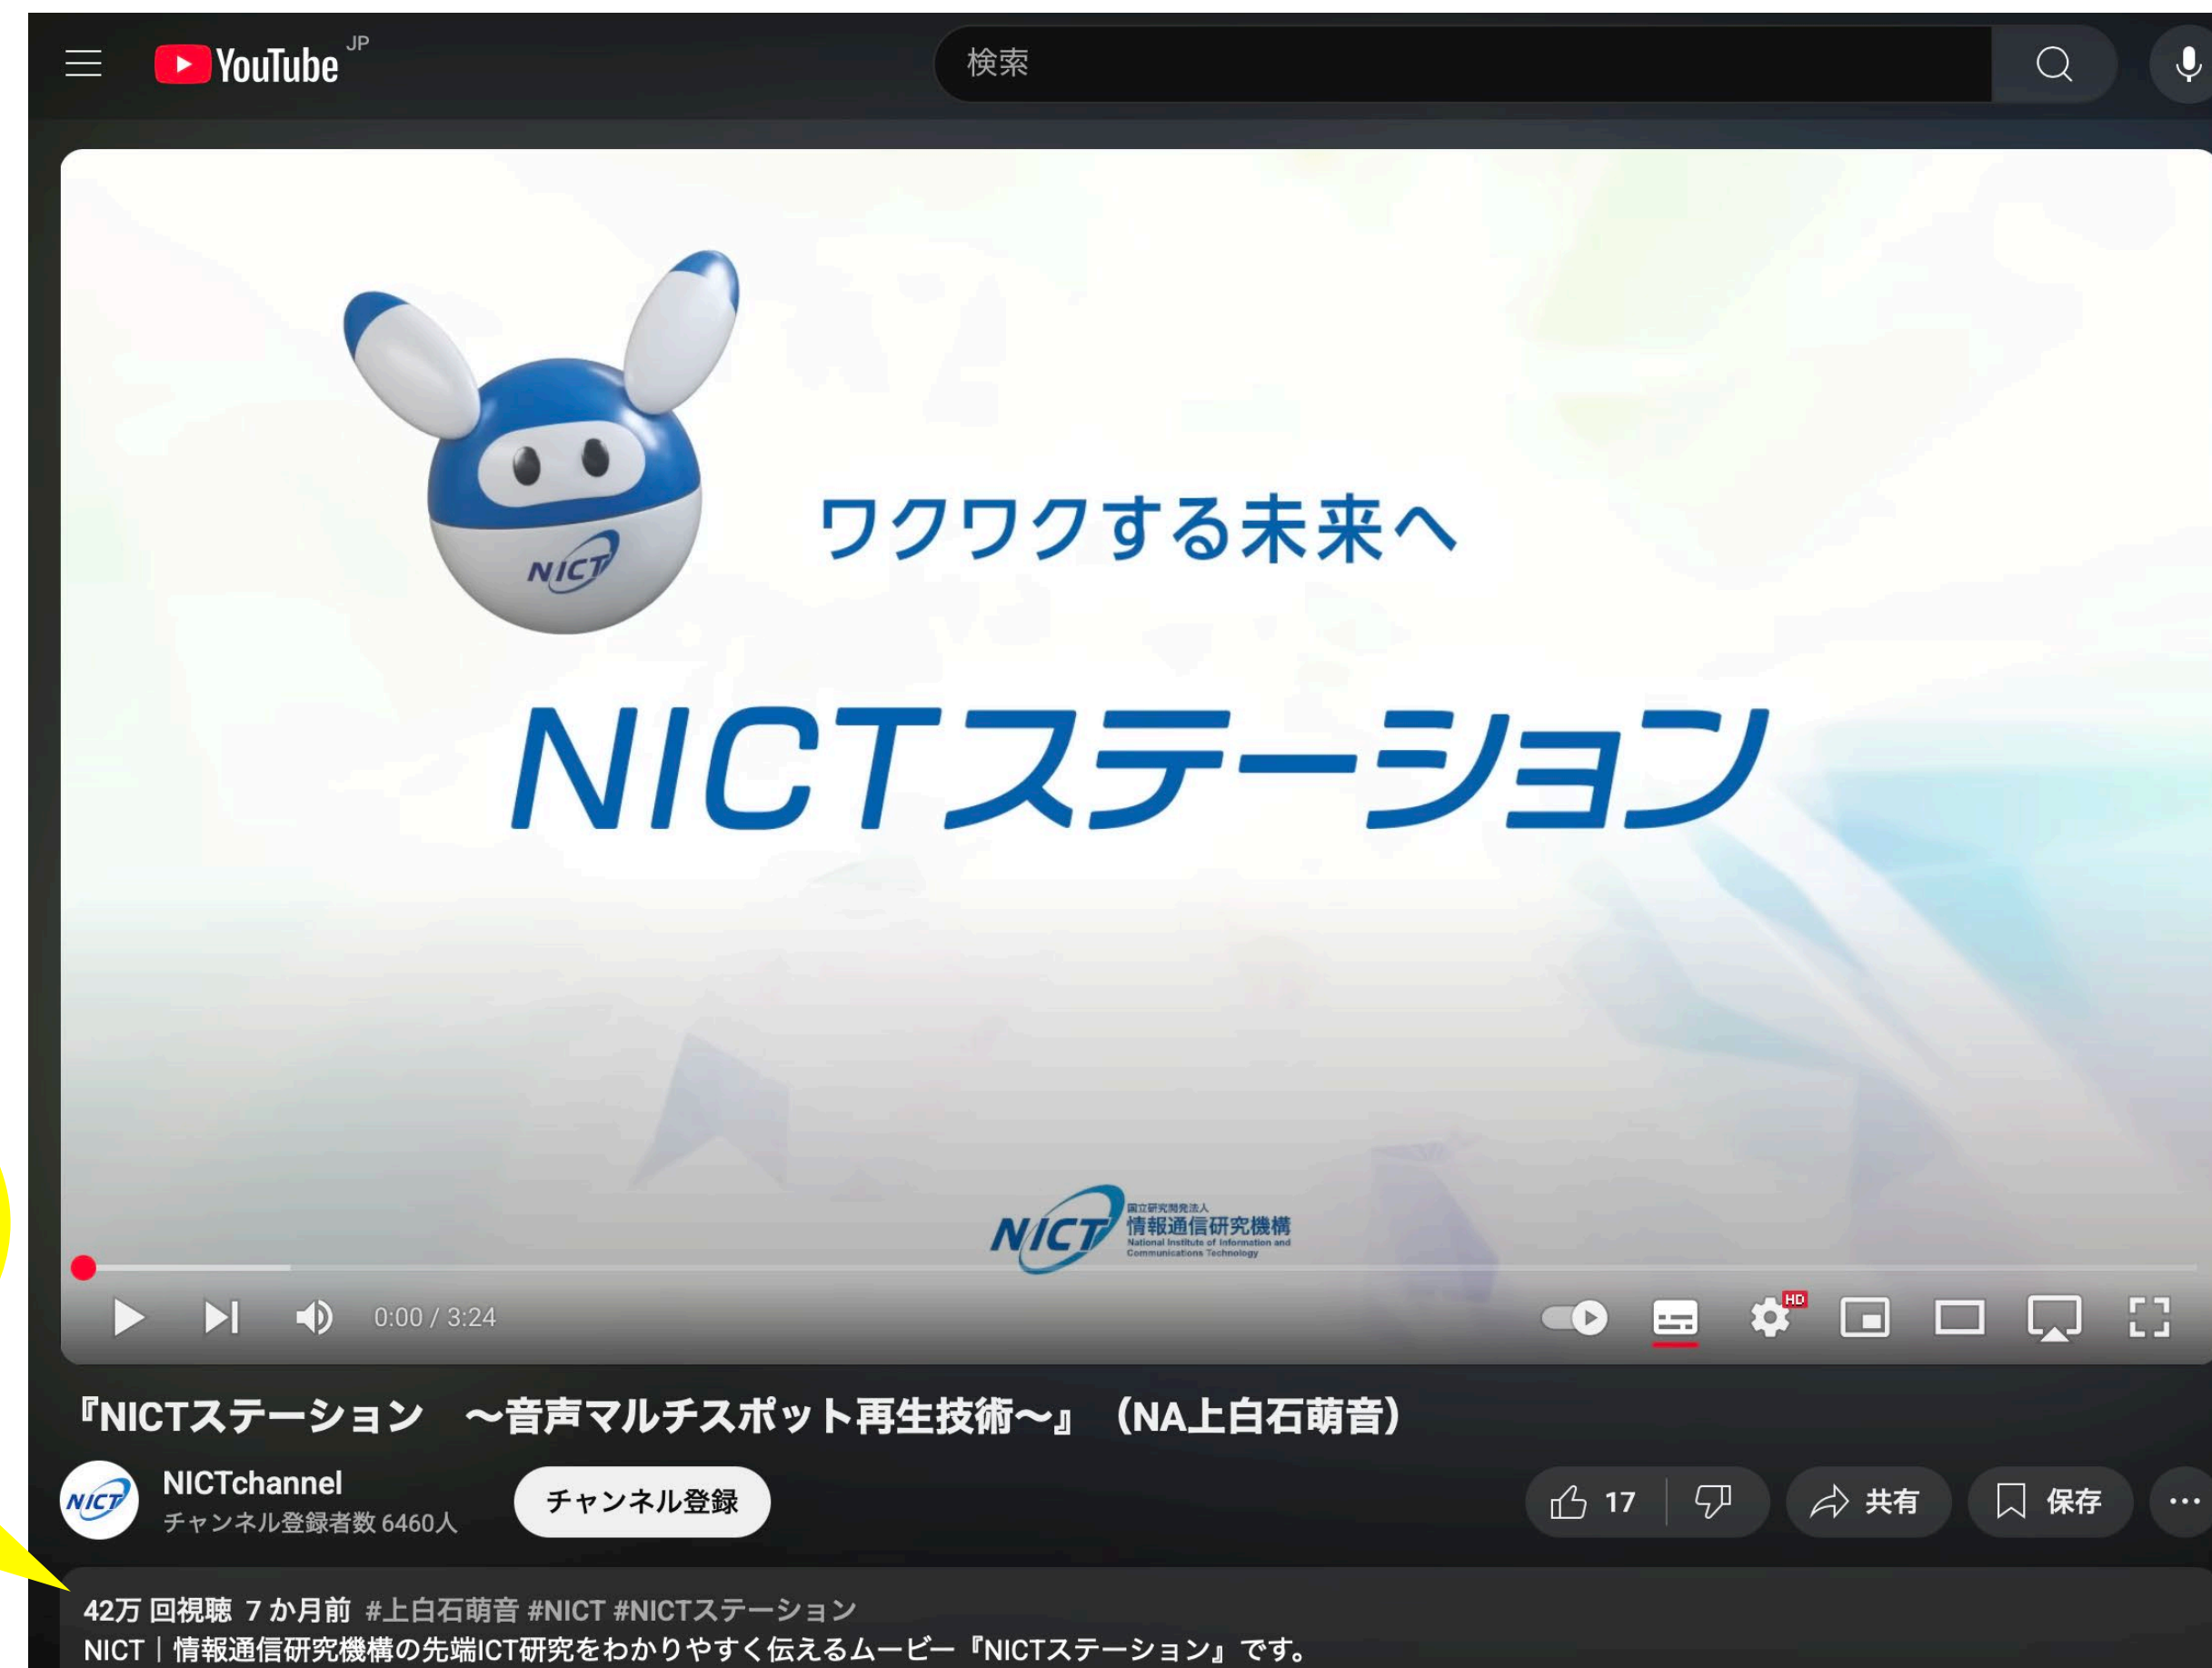 YouTube JP
検索
NICT
ワクワクする未来へ
NICTステーション
NICT
国立研究開発法人
情報通信研究機構
National Institute of Information and
Communications Technology
0:00 / 3:24
HD
『NICTステーション　～音声マルチスポット再生技術～』（NA上白石萌音）
NICT
NICTchannel
チャンネル登録者数 6460人
チャンネル登録
17
共有
保存
42万 回視聴 7 か月前 #上白石萌音 #NICT #NICTステーション
NICT｜情報通信研究機構の先端ICT研究をわかりやすく伝えるムービー『NICTステーション』です。